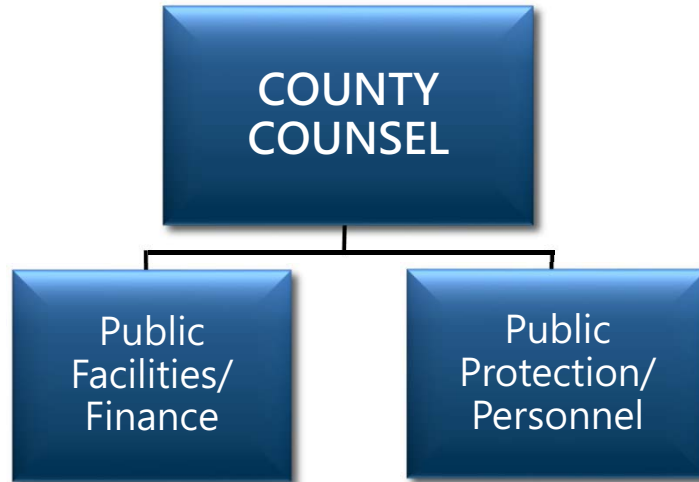 COUNTY
COUNSEL
Public
Facilities/
Finance
Public
Protection/
Personnel